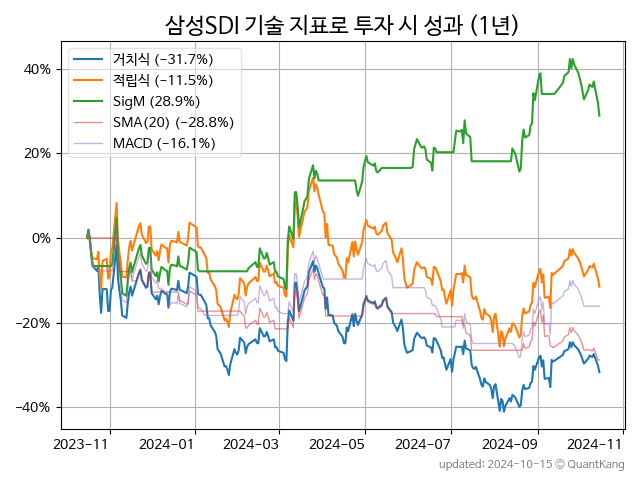 삼성SDI 기술 지표로 투자 시 성과 (1년)
거치식 (−31.7%)
적립식 (−11.5%)
SigM (28.9%)
SMA(20) (−28.8%)
MACD (−16.1%)
40%
20%
0%
−20%
−40%
2023−11 2024−01 2024−03 2024−05 2024−07 2024−09 2024−11
updated: 2024-10-15 © QuantKang